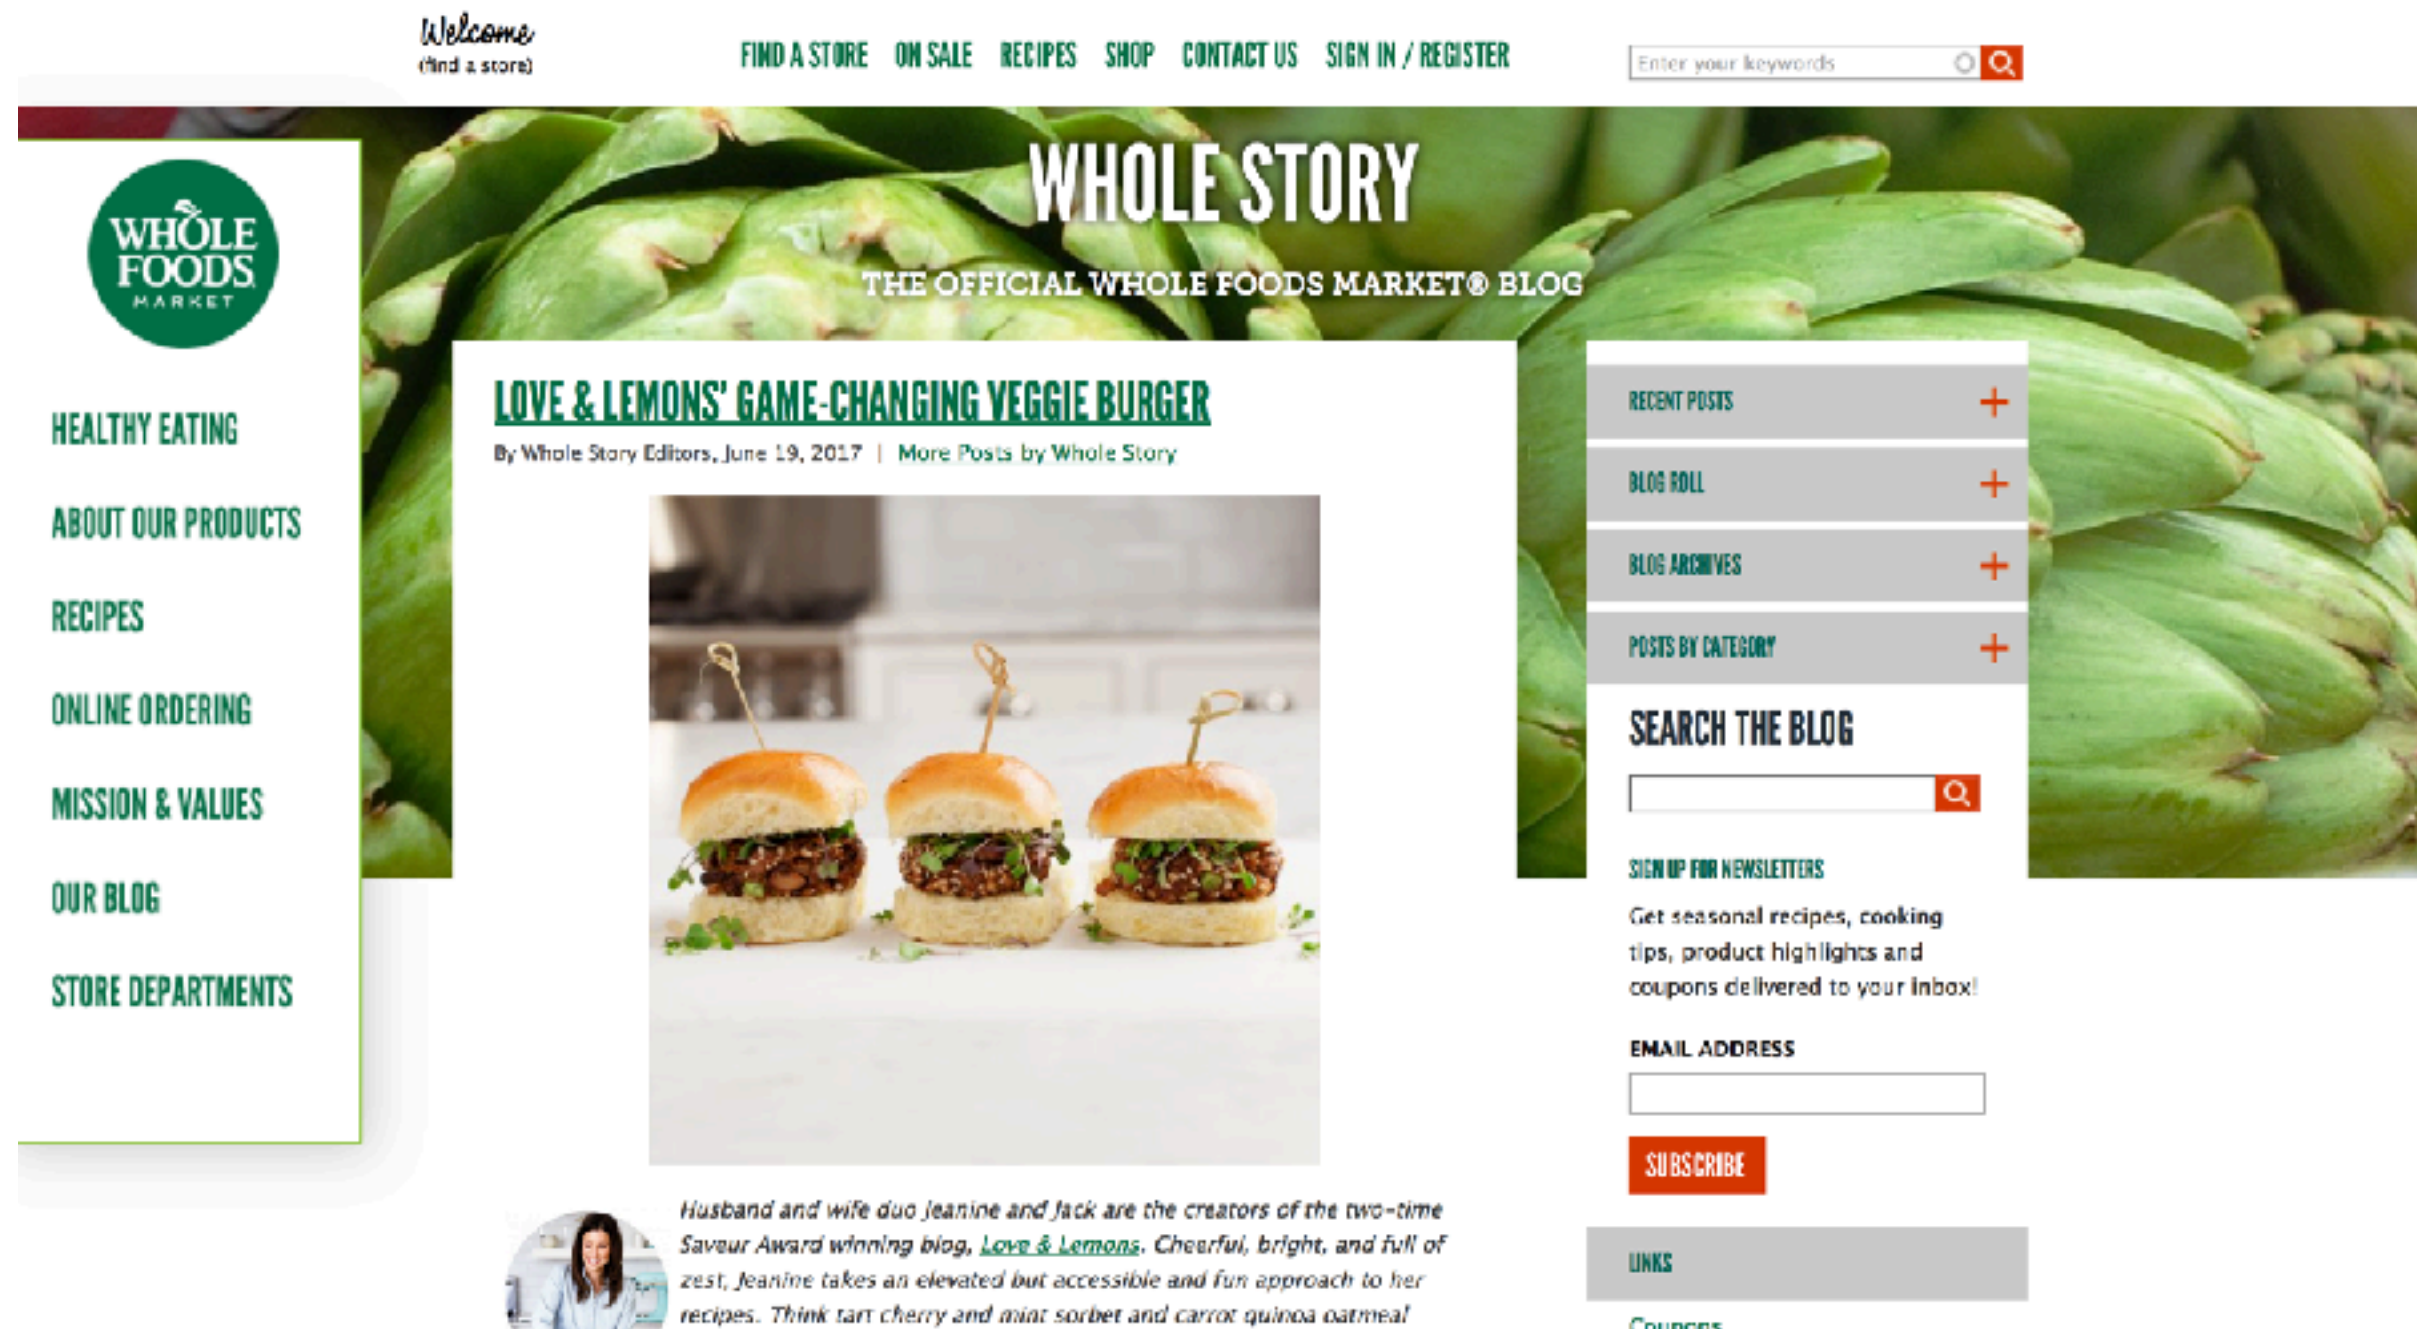 Welcome
(find a store)
FIND A STORE ON SALE RECIPES SHOP CONTACT US SIGN IN / REGISTER
Enter your keywords
WHOLE
FOODS
MARKET
HEALTHY EATING
ABOUT OUR PRODUCTS
RECIPES
ONLINE ORDERING
MISSION & VALUES
OUR BLOG
STORE DEPARTMENTS
WHOLE STORY
THE OFFICIAL WHOLE FOODS MARKET® BLOG
LOVE & LEMONS' GAME-CHANGING VEGGIE BURGER
By Whole Story Editors, June 19, 2017 | More Posts by Whole Story
Husband and wife duo Jeanine and Jack are the creators of the two-time
Saveur Award winning blog, Love & Lemons. Cheerful, bright, and full of
zest, Jeanine takes an elevated but accessible and fun approach to her
recipes. Think tart cherry and mint sorbet and carrot quinoa oatmeal
RECENT POSTS
BLOG ROLL
BLOG ARCHIVES
POSTS BY CATEGORY
SEARCH THE BLOG
SIGN UP FOR NEWSLETTERS
Get seasonal recipes, cooking
tips, product highlights and
coupons delivered to your inbox!
EMAIL ADDRESS
SUBSCRIBE
LINKS
Coupons